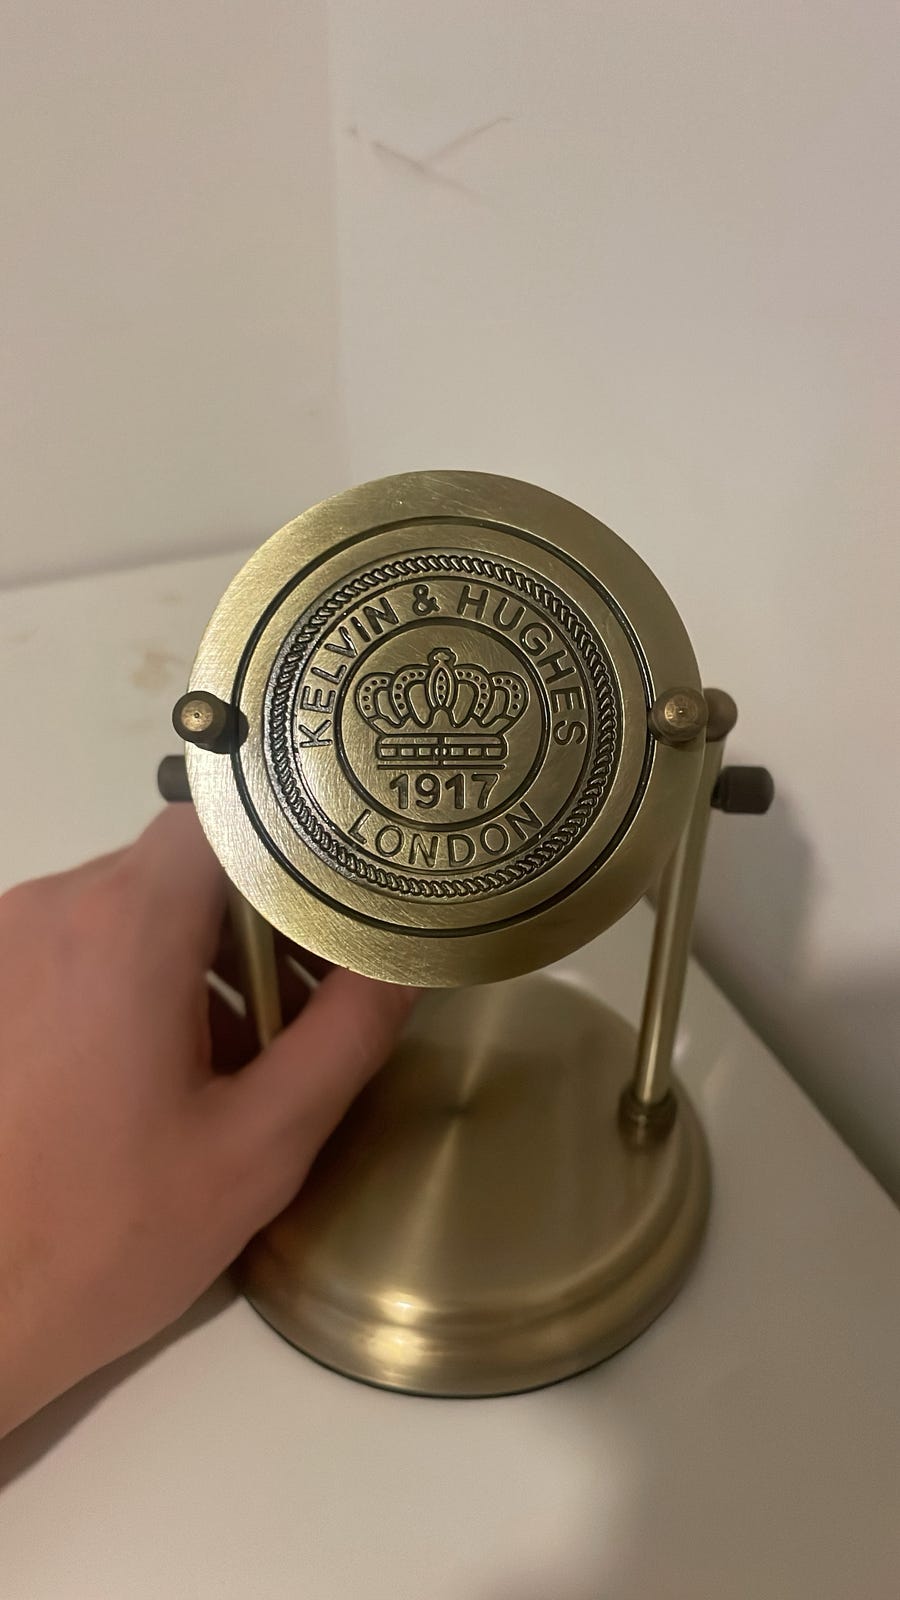 KELVIN & HUGHES
1917
LONDON